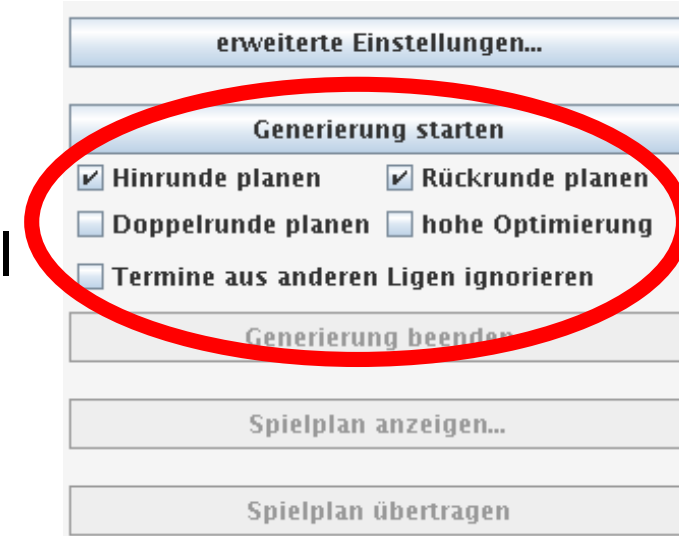 erweiterte Einstellungen...
Generierung starten
Hinrunde planen Rückrunde planen
Doppelrunde planen hohe Optimierung
Termine aus anderen Ligen ignorieren
Generierung beenden
Spielplan anzeigen...
Spielplan übertragen